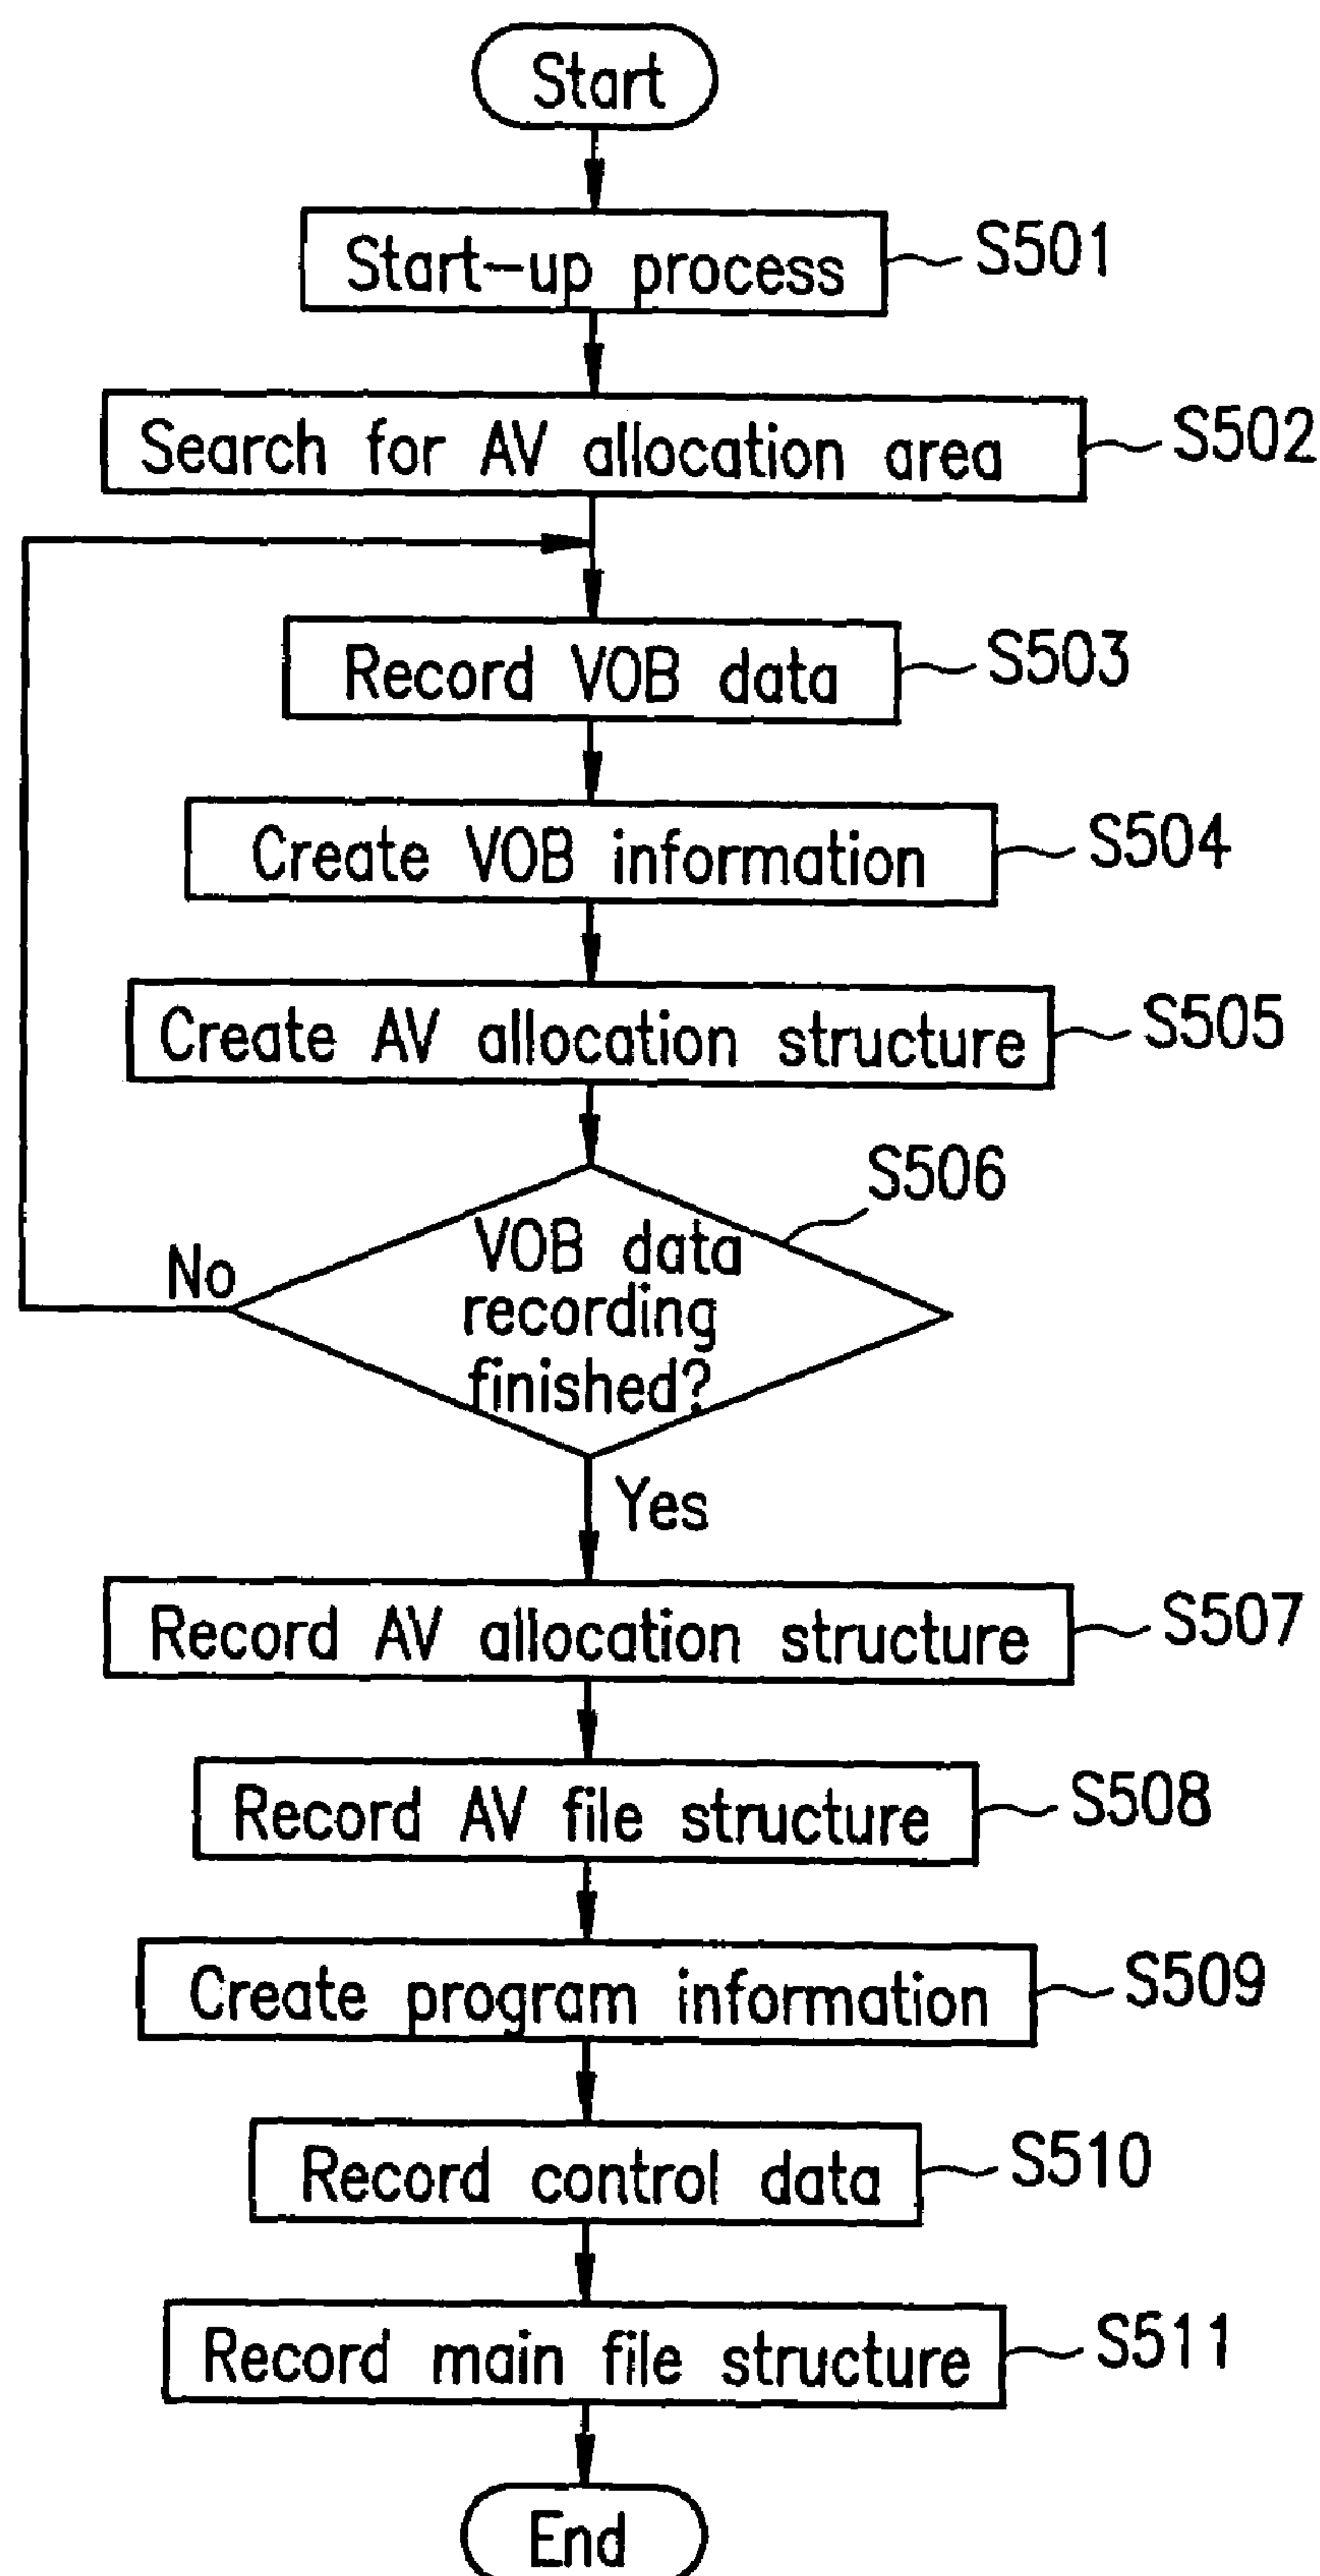 Start
Start-up process
S501
Search for AV allocation area
S502
Record VOB data
S503
Create VOB information
S504
Create AV allocation structure
S505
S506
VOB data
recording
finished?
No
Yes
Record AV allocation structure
S507
Record AV file structure
S508
Create program information
S509
Record control data
S510
Record main file structure
S511
End